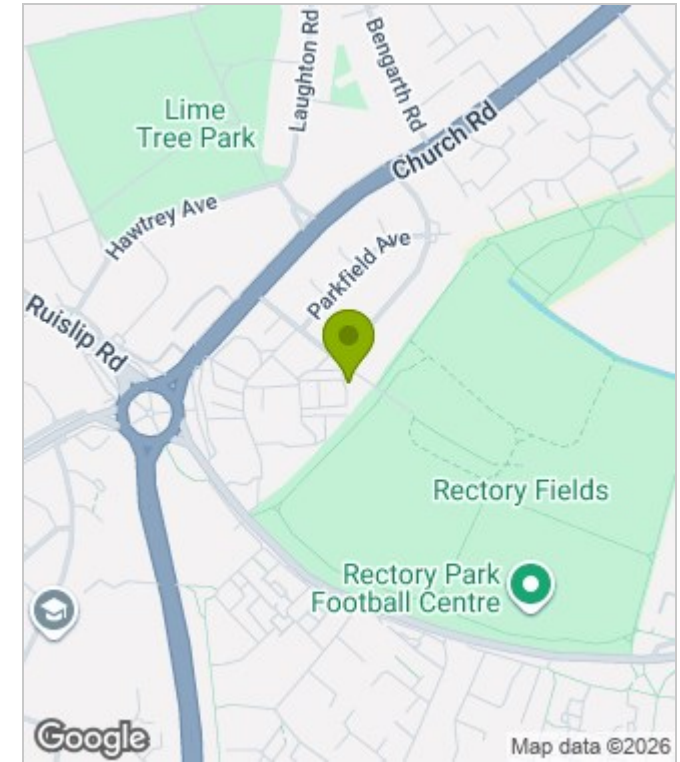 Laughton Rd
Bengarth Rd
Lime
Tree Park
Church Rd
Hawtrey Ave
Parkfield Ave
Ruislip Rd
Rectory Fields
Rectory Park
Football Centre
Google
Map data ©2026